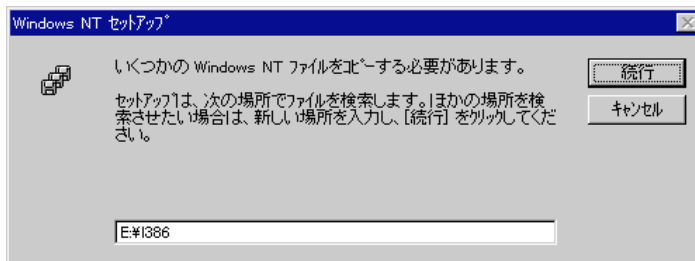 Windows NT ｾｯﾄｱｯﾌﾟ
いくつかの Windows NT ﾌｧｲﾙをｺﾋﾟｰする必要があります。
続行
ｾｯﾄｱｯﾌﾟは、次の場所でﾌｧｲﾙを検索します。ほかの場所を検
索させたい場合は、新しい場所を入力し、[続行] をｸﾘｯｸしてくだ
さい。
ｷｬﾝｾﾙ
E:¥I386